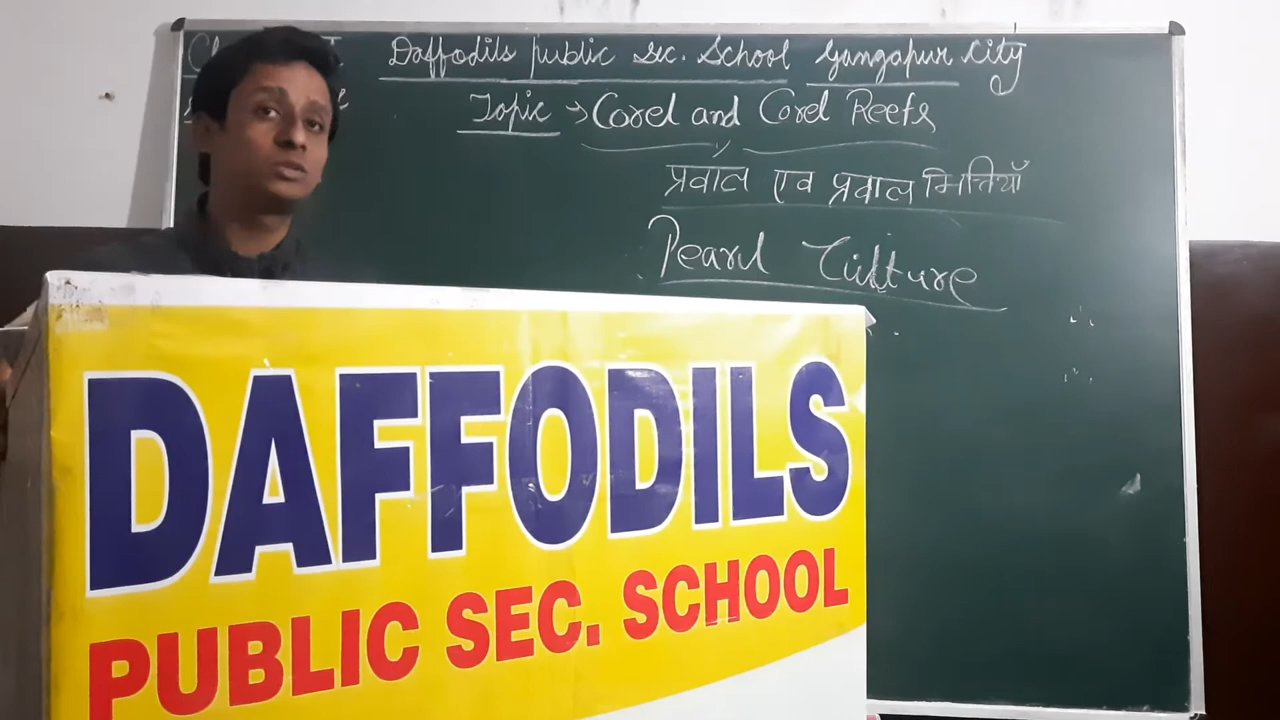 Daffodils public sec. School Gangapur City
Topic → Corel and Corel Reefs
प्रवाल एव प्रवाल भित्तियाँ
Pearl Culture
DAFFODILS
PUBLIC SEC. SCHOOL